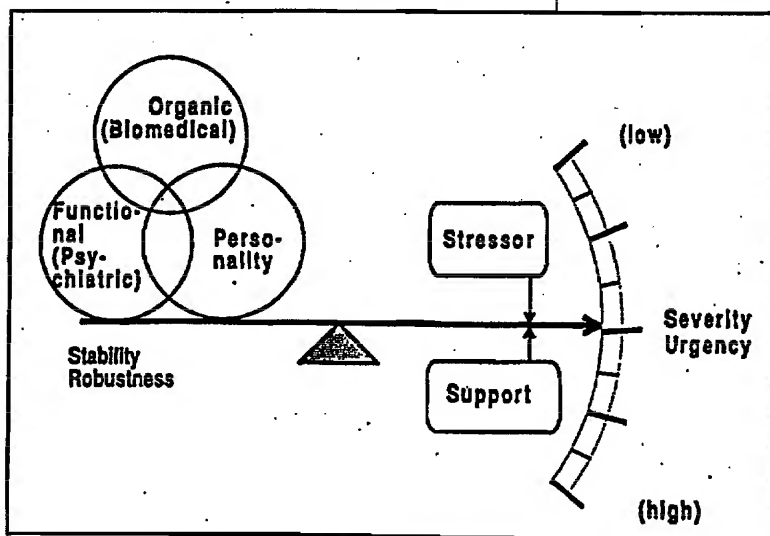 Organic
(Biomedical)
Functio-
nal
(Psy-
chiatric)
Perso-
nality
Stability
Robustness
Stressor
Support
(low)
Severity
Urgency
(high)